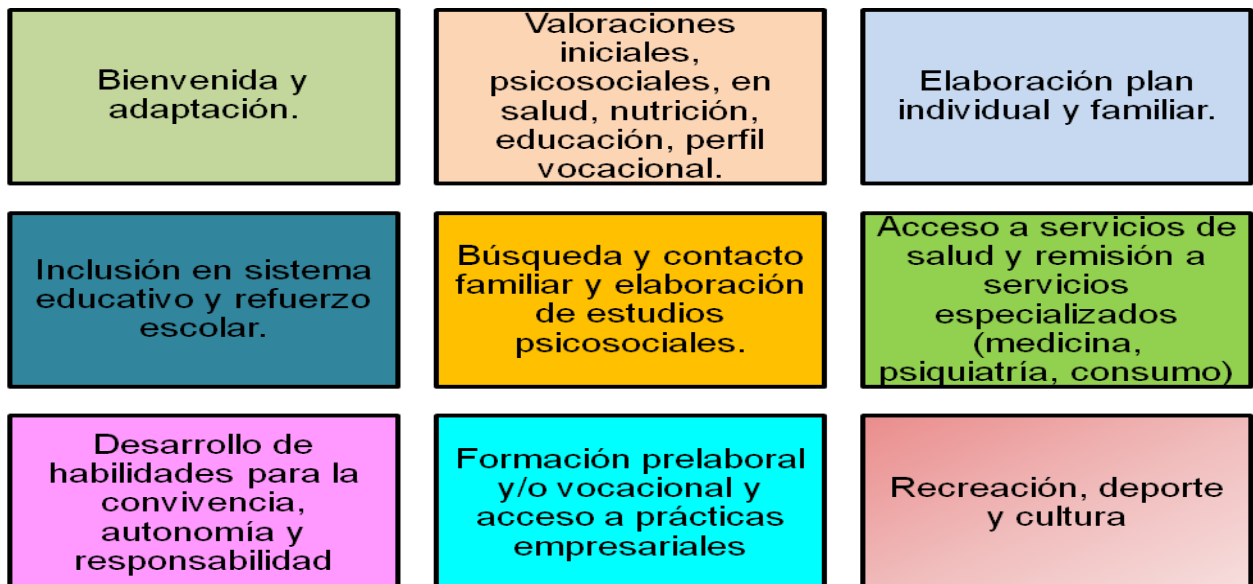 Bienvenida y
adaptación.
Valoraciones
iniciales,
psicosociales, en
salud, nutrición,
educación, perfil
vocacional.
Elaboración plan
individual y familiar.
Inclusión en sistema
educativo y refuerzo
escolar.
Búsqueda y contacto
familiar y elaboración
de estudios
psicosociales.
Acceso a servicios de
salud y remisión a
servicios
especializados
(medicina,
psiquiatría, consumo)
Desarrollo de
habilidades para la
convivencia,
autonomía y
responsabilidad
Formación prelaboral
y/o vocacional y
acceso a prácticas
empresariales
Recreación, deporte
y cultura